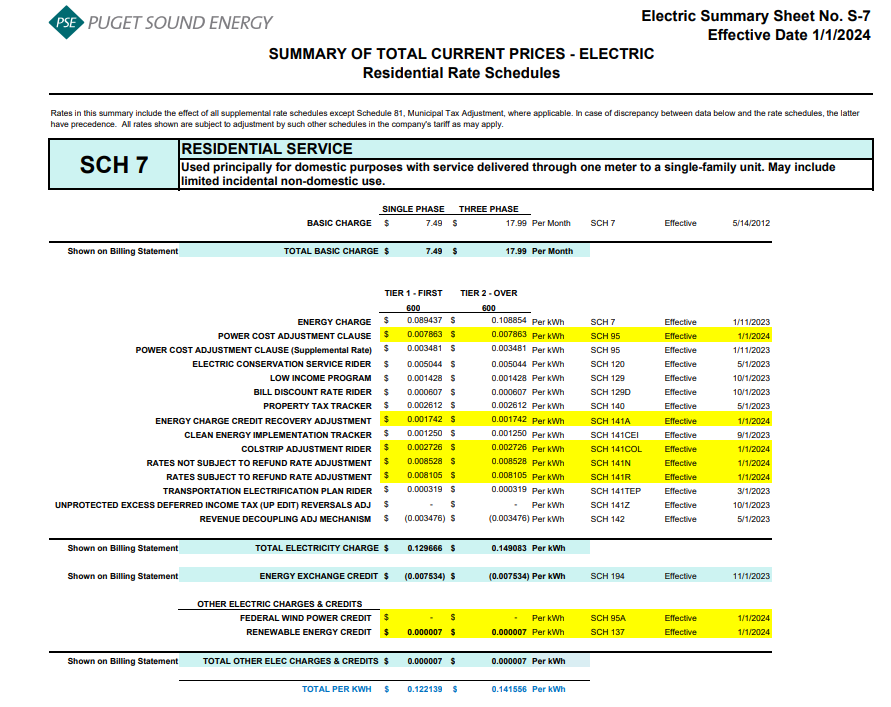 PSE PUGET SOUND ENERGY
Electric Summary Sheet No. S-7
Effective Date 1/1/2024
SUMMARY OF TOTAL CURRENT PRICES - ELECTRIC
Residential Rate Schedules
Rates in this summary include the effect of all supplemental rate schedules except Schedule 81, Municipal Tax Adjustment, where applicable. In case of discrepancy between data below and the rate schedules, the latter
have precedence. All rates shown are subject to adjustment by such other schedules in the company's tariff as may apply.
SCH 7
RESIDENTIAL SERVICE
Used principally for domestic purposes with service delivered through one meter to a single-family unit. May include
limited incidental non-domestic use.
SINGLE PHASE THREE PHASE
BASIC CHARGE $ 7.49 $ 17.99 Per Month SCH 7 Effective 5/14/2012
Shown on Billing Statement TOTAL BASIC CHARGE $ 7.49 $ 17.99 Per Month
TIER 1 - FIRST TIER 2 - OVER
600 600
ENERGY CHARGE $ 0.089437 $ 0.108854 Per kWh SCH 7 Effective 1/11/2023
POWER COST ADJUSTMENT CLAUSE $ 0.007863 $ 0.007863 Per kWh SCH 95 Effective 1/1/2024
POWER COST ADJUSTMENT CLAUSE (Supplemental Rate) $ 0.003481 $ 0.003481 Per kWh SCH 95 Effective 1/11/2023
ELECTRIC CONSERVATION SERVICE RIDER $ 0.005044 $ 0.005044 Per kWh SCH 120 Effective 5/1/2023
LOW INCOME PROGRAM $ 0.001428 $ 0.001428 Per kWh SCH 129 Effective 10/1/2023
BILL DISCOUNT RATE RIDER $ 0.000607 $ 0.000607 Per kWh SCH 129D Effective 10/1/2023
PROPERTY TAX TRACKER $ 0.002612 $ 0.002612 Per kWh SCH 140 Effective 5/1/2023
ENERGY CHARGE CREDIT RECOVERY ADJUSTMENT $ 0.001742 $ 0.001742 Per kWh SCH 141A Effective 1/1/2024
CLEAN ENERGY IMPLEMENTATION TRACKER $ 0.001250 $ 0.001250 Per kWh SCH 141CEI Effective 9/1/2023
COLSTRIP ADJUSTMENT RIDER $ 0.002726 $ 0.002726 Per kWh SCH 141COL Effective 1/1/2024
RATES NOT SUBJECT TO REFUND RATE ADJUSTMENT $ 0.008528 $ 0.008528 Per kWh SCH 141N Effective 1/1/2024
RATES SUBJECT TO REFUND RATE ADJUSTMENT $ 0.008105 $ 0.008105 Per kWh SCH 141R Effective 1/1/2024
TRANSPORTATION ELECTRIFICATION PLAN RIDER $ 0.000319 $ 0.000319 Per kWh SCH 141TEP Effective 3/1/2023
UNPROTECTED EXCESS DEFERRED INCOME TAX (UP EDIT) REVERSALS ADJ $ - $ - Per kWh SCH 141Z Effective 10/1/2023
REVENUE DECOUPLING ADJ MECHANISM $ (0.003476) $ (0.003476) Per kWh SCH 142 Effective 5/1/2023
Shown on Billing Statement TOTAL ELECTRICITY CHARGE $ 0.129666 $ 0.149083 Per kWh
Shown on Billing Statement ENERGY EXCHANGE CREDIT $ (0.007534) $ (0.007534) Per kWh SCH 194 Effective 11/1/2023
OTHER ELECTRIC CHARGES & CREDITS
FEDERAL WIND POWER CREDIT $ - $ - Per kWh SCH 95A Effective 1/1/2024
RENEWABLE ENERGY CREDIT $ 0.000007 $ 0.000007 Per kWh SCH 137 Effective 1/1/2024
Shown on Billing Statement TOTAL OTHER ELEC CHARGES & CREDITS $ 0.000007 $ 0.000007 Per kWh
TOTAL PER KWH $ 0.122139 $ 0.141556 Per kWh